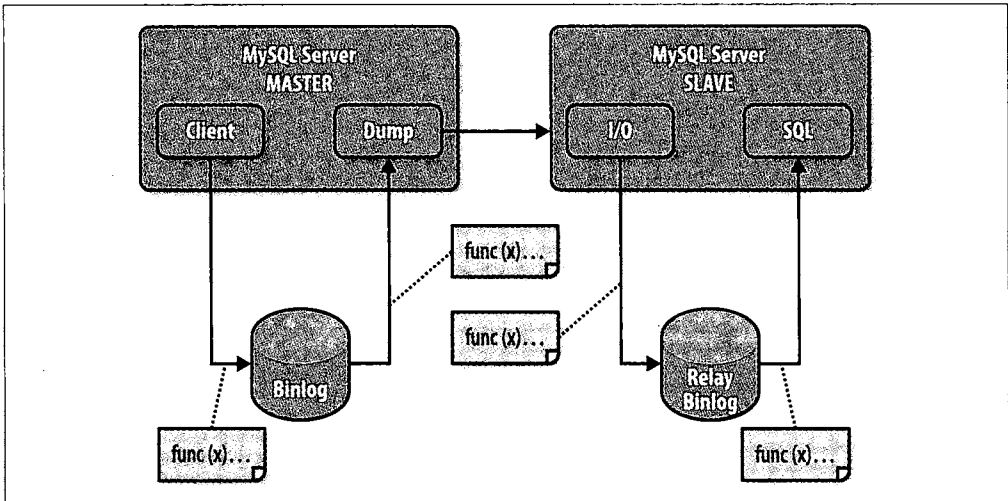 MySQL Server
MASTER
Client
Dump
MySQL Server
SLAVE
I/O
SQL
func (x)...
func (x)...
Binlog
Relay
Binlog
func (x)...
func (x)...